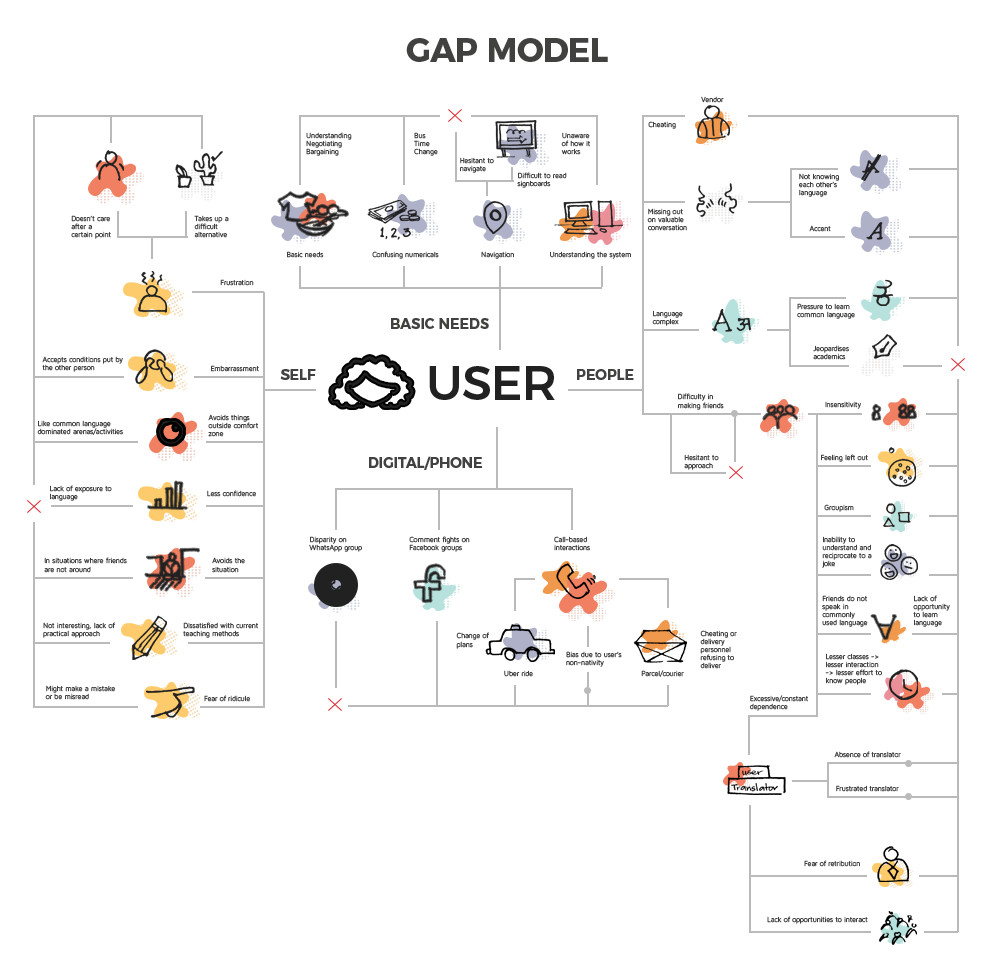 GAP MODEL
Doesn't care
after a
certain point
Takes up a
difficult
alternative
Frustration
Accepts conditions put by
the other person
Embarrassment
Like common language
dominated arenas/activities
Avoids things
outside comfort
zone
Lack of exposure to
language
Less confidence
In situations where friends
are not around
Avoids the
situation
Not interesting, lack of
practical approach
Dissatisfied with current
teaching methods
Might make a mistake
or be misread
Fear of ridicule
SELF
Understanding
Negotiating
Bargaining
Bus
Time
Change
Hesitant to
navigate
Difficult to read
signboards
Unaware
of how it
works
1, 2, 3
Basic needs
Confusing numericals
Navigation
Understanding the system
BASIC NEEDS
USER
PEOPLE
DIGITAL/PHONE
Disparity on
WhatsApp group
Comment fights on
Facebook groups
Call-based
interactions
Change of
plans
Uber ride
Bias due to user's
non-nativity
Cheating or
delivery
personnel
refusing to
deliver
Parcel/courier
Vendor
Cheating
Missing out
on valuable
conversation
Not knowing
each other's
language
A
Accent
A
Language
complex
A अ
Pressure to learn
common language
Jeopardises
academics
Difficulty in
making friends
Hesitant to
approach
Insensitivity
Feeling left out
Groupism
Inability to
understand and
reciprocate to a
joke
Friends do not
speak in
commonly
used language
Lack of
opportunity
to learn
language
Lesser classes ->
lesser interaction
-> lesser effort to
know people
Excessive/constant
dependence
user
Translator
Absence of translator
Frustrated translator
Fear of retribution
Lack of opportunities to interact